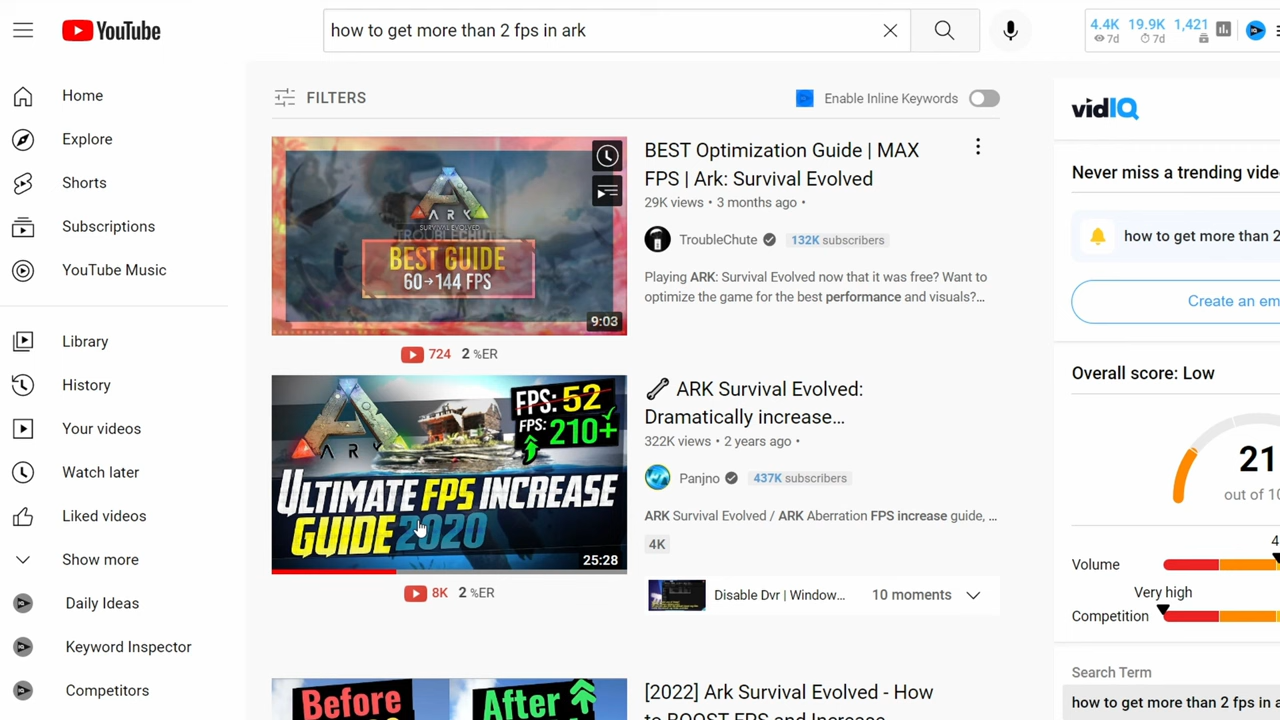 YouTube
how to get more than 2 fps in ark
4.4K 19.9K 1,421
7d 7d
Home
Explore
Shorts
Subscriptions
YouTube Music
Library
History
Your videos
Watch later
Liked videos
Show more
Daily Ideas
Keyword Inspector
Competitors
FILTERS
Enable Inline Keywords
ARK
SURVIVAL EVOLVED
TROUBLECHUTE
BEST GUIDE
60→144 FPS
9:03
724 2 %ER
BEST Optimization Guide | MAX
FPS | Ark: Survival Evolved
29K views • 3 months ago •
TroubleChute 132K subscribers
Playing ARK: Survival Evolved now that it was free? Want to
optimize the game for the best performance and visuals?...
FPS: 52
FPS: 210+
ARK
ULTIMATE FPS INCREASE
GUIDE 2020
25:28
8K 2 %ER
ARK Survival Evolved:
Dramatically increase...
322K views • 2 years ago •
Panjno 437K subscribers
ARK Survival Evolved / ARK Aberration FPS increase guide, ...
4K
Disable Dvr | Window... 10 moments
Before
After
[2022] Ark Survival Evolved - How
to BOOST FPS and Increase
vidIQ
Never miss a trending vide
how to get more than 2
Create an em
Overall score: Low
21
out of 10
4
Volume
Very high
Competition
Search Term
how to get more than 2 fps in a